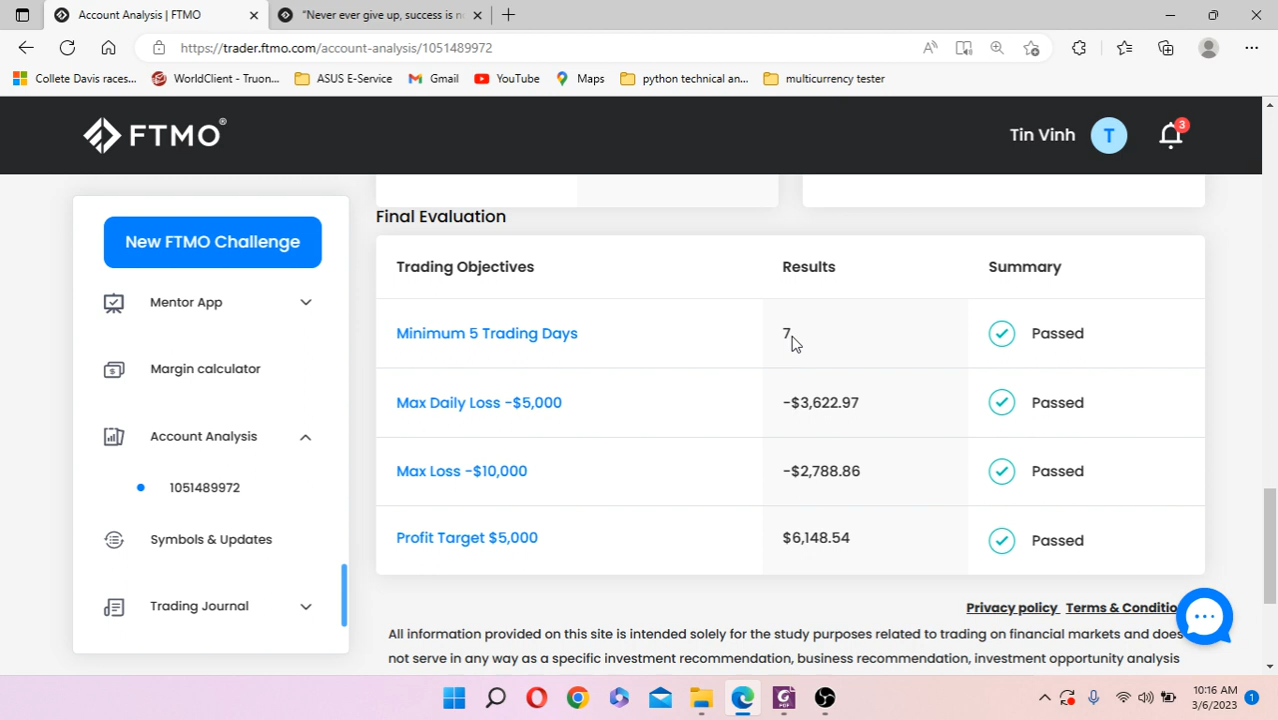 Account Analysis | FTMO
"Never ever give up, success is n
https://trader.ftmo.com/account-analysis/1051489972
Collete Davis races...
WorldClient - Truon...
ASUS E-Service
Gmail
YouTube
Maps
python technical an...
multicurrency tester
FTMO®
Tin Vinh
T
3
New FTMO Challenge
Mentor App
Margin calculator
Account Analysis
1051489972
Symbols & Updates
Trading Journal
Final Evaluation
Trading Objectives Results Summary
Minimum 5 Trading Days 7 Passed
Max Daily Loss -$5,000 -$3,622.97 Passed
Max Loss -$10,000 -$2,788.86 Passed
Profit Target $5,000 $6,148.54 Passed
Privacy policy Terms & Conditio
All information provided on this site is intended solely for the study purposes related to trading on financial markets and does
not serve in any way as a specific investment recommendation, business recommendation, investment opportunity analysis
10:16 AM
3/6/2023
1